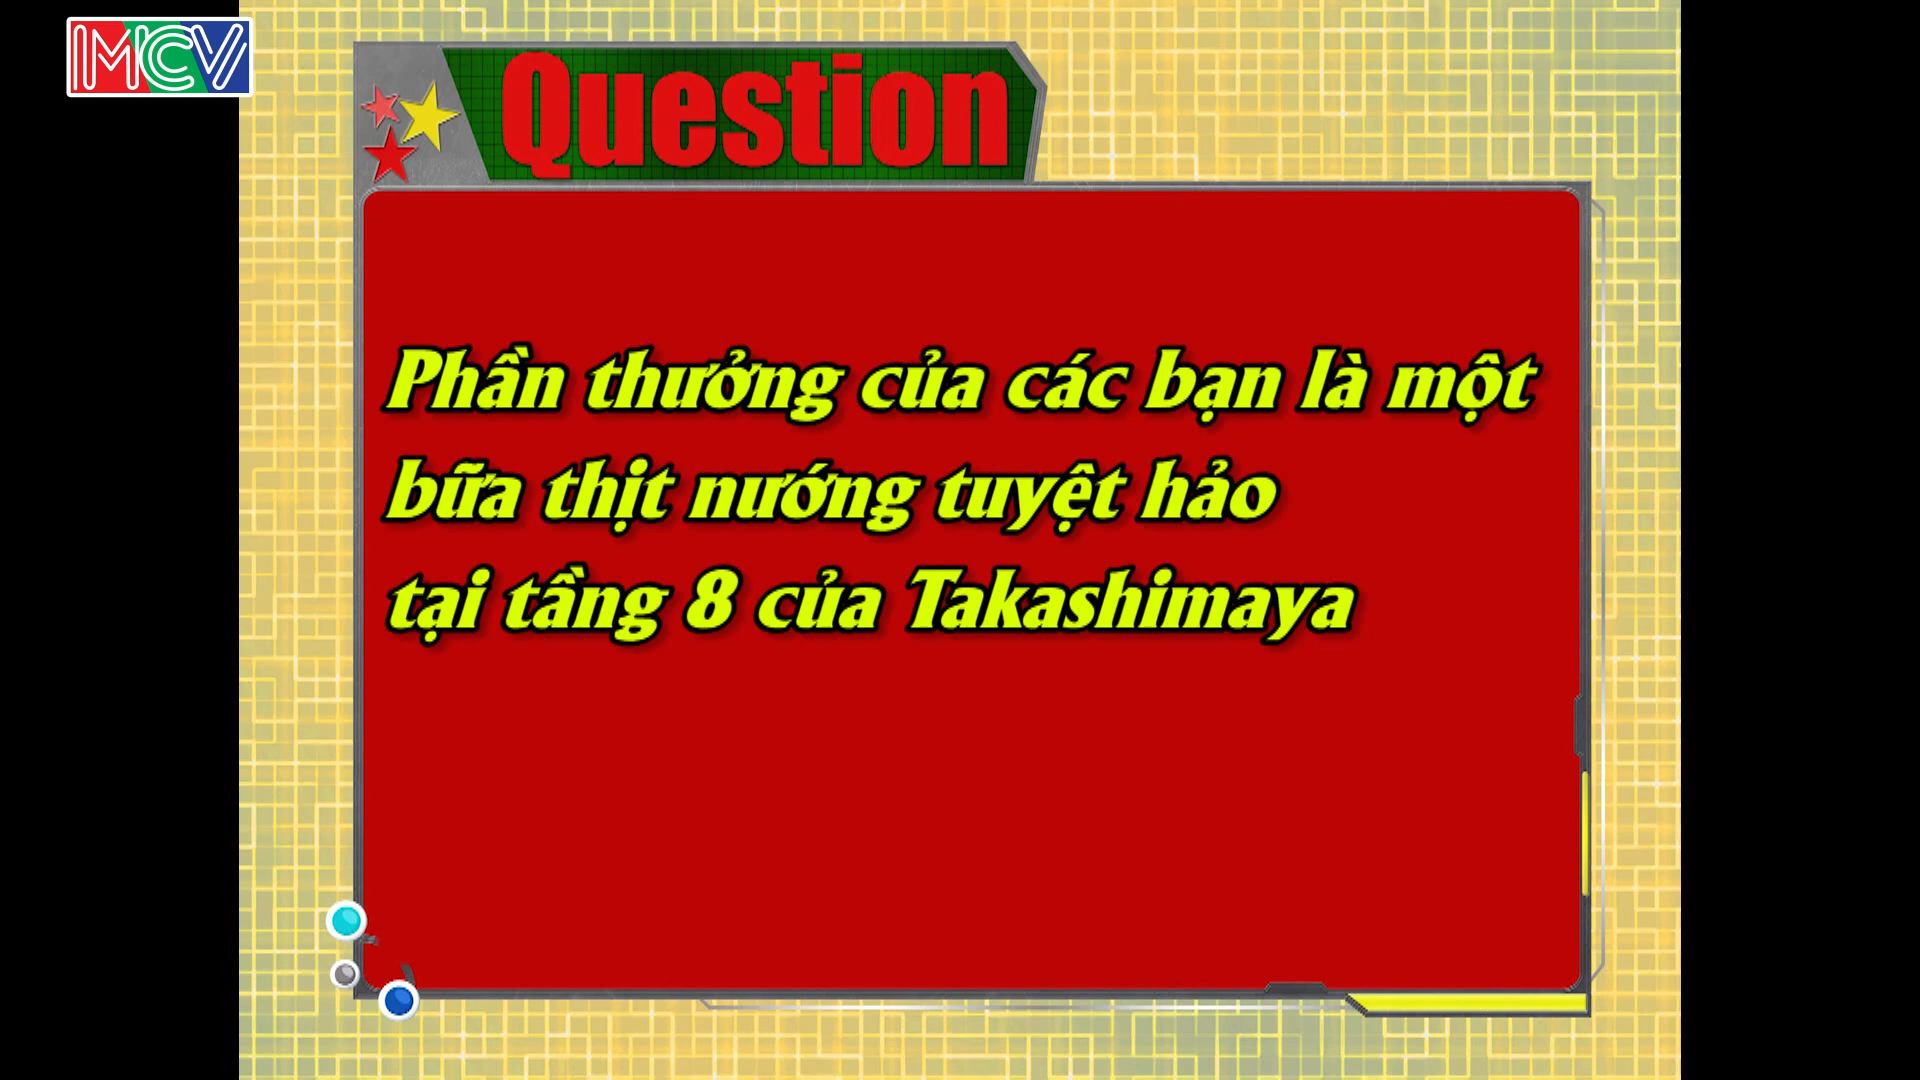 MCV
Question
Phần thưởng của các bạn là một
bữa thịt nướng tuyệt hảo
tại tầng 8 của Takashimaya